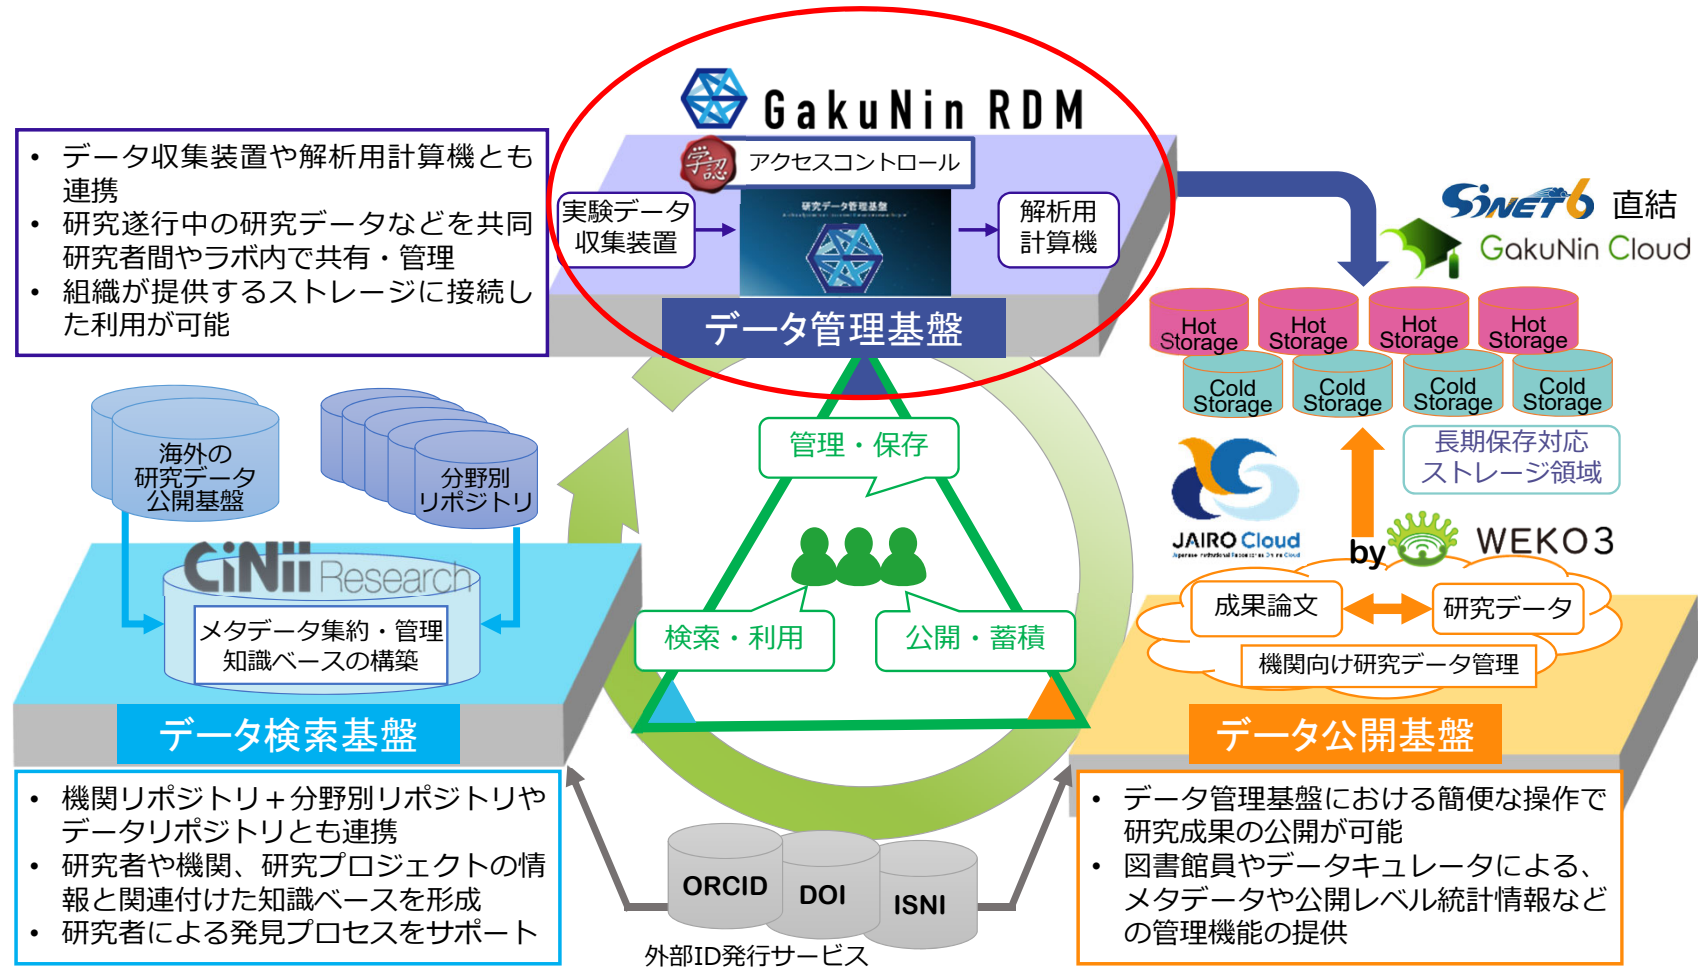 GakuNin RDM
学認
アクセスコントロール
実験データ
収集装置
研究データ管理基盤
解析用
計算機
データ管理基盤
• データ収集装置や解析用計算機とも
連携
• 研究遂行中の研究データなどを共同
研究者間やラボ内で共有・管理
• 組織が提供するストレージに接続し
た利用が可能
SINET6 直結
GakuNin Cloud
Hot
Storage
Hot
Storage
Hot
Storage
Hot
Storage
Cold
Storage
Cold
Storage
Cold
Storage
Cold
Storage
長期保存対応
ストレージ領域
海外の
研究データ
公開基盤
分野別
リポジトリ
管理・保存
検索・利用
公開・蓄積
JAIRO Cloud
by
WEKO3
CiNii Research
メタデータ集約・管理
知識ベースの構築
データ検索基盤
成果論文
研究データ
機関向け研究データ管理
データ公開基盤
• 機関リポジトリ＋分野別リポジトリや
データリポジトリとも連携
• 研究者や機関、研究プロジェクトの情
報と関連付けた知識ベースを形成
• 研究者による発見プロセスをサポート
ORCID
DOI
ISNI
外部ID発行サービス
• データ管理基盤における簡便な操作で
研究成果の公開が可能
• 図書館員やデータキュレータによる、
メタデータや公開レベル統計情報など
の管理機能の提供